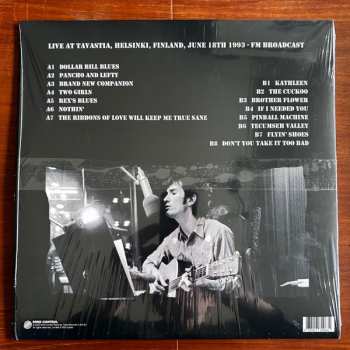 LIVE AT TAVASTIA, HELSINKI, FINLAND, JUNE 18TH 1993 - FM BROADCAST
A1 DOLLAR BILL BLUES
A2 PANCHO AND LEFTY
A3 BRAND NEW COMPANION
A4 TWO GIRLS
A5 REX'S BLUES
A6 NOTHIN'
A7 THE RIBBONS OF LOVE WILL KEEP ME TRUE SANE
B1 KATHLEEN
B2 THE CUCKOO
B3 BROTHER FLOWER
B4 IF I NEEDED YOU
B5 PINBALL MACHINE
B6 TECUMSEH VALLEY
B7 FLYIN' SHOES
B8 DON'T YOU TAKE IT TOO BAD
MIND CONTROL